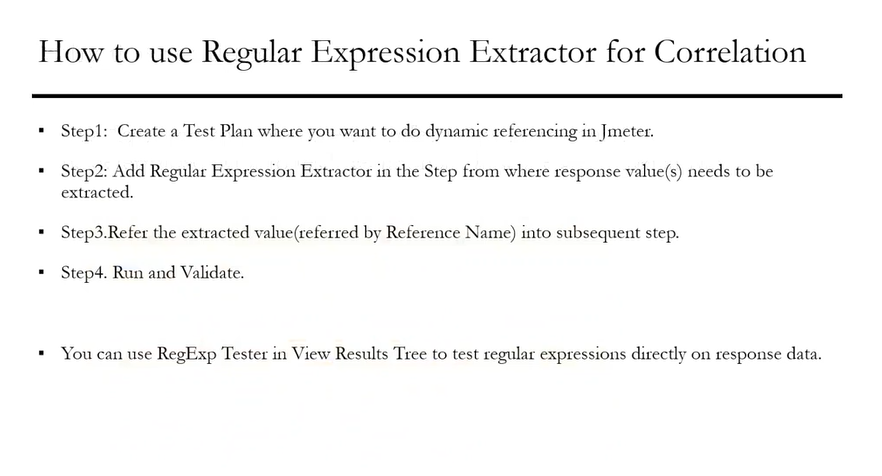 How to use Regular Expression Extractor for Correlation
▪ Step1:  Create a Test Plan where you want to do dynamic referencing in Jmeter.
▪ Step2: Add Regular Expression Extractor in the Step from where response value(s) needs to be
extracted.
▪ Step3.Refer the extracted value(referred by Reference Name) into subsequent step.
▪ Step4. Run and Validate.
▪ You can use RegExp Tester in View Results Tree to test regular expressions directly on response data.